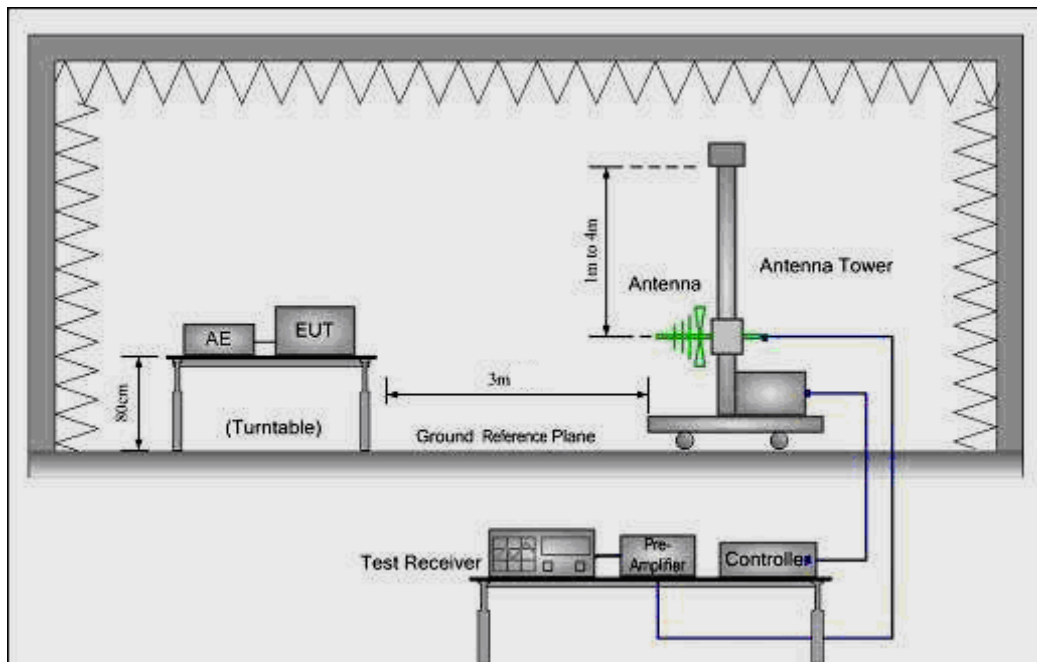 1m to 4m
Antenna
Antenna Tower
AE
EUT
80cm
(Turntable)
3m
Ground Reference Plane
Test Receiver
Pre-
Amplifier
Controller